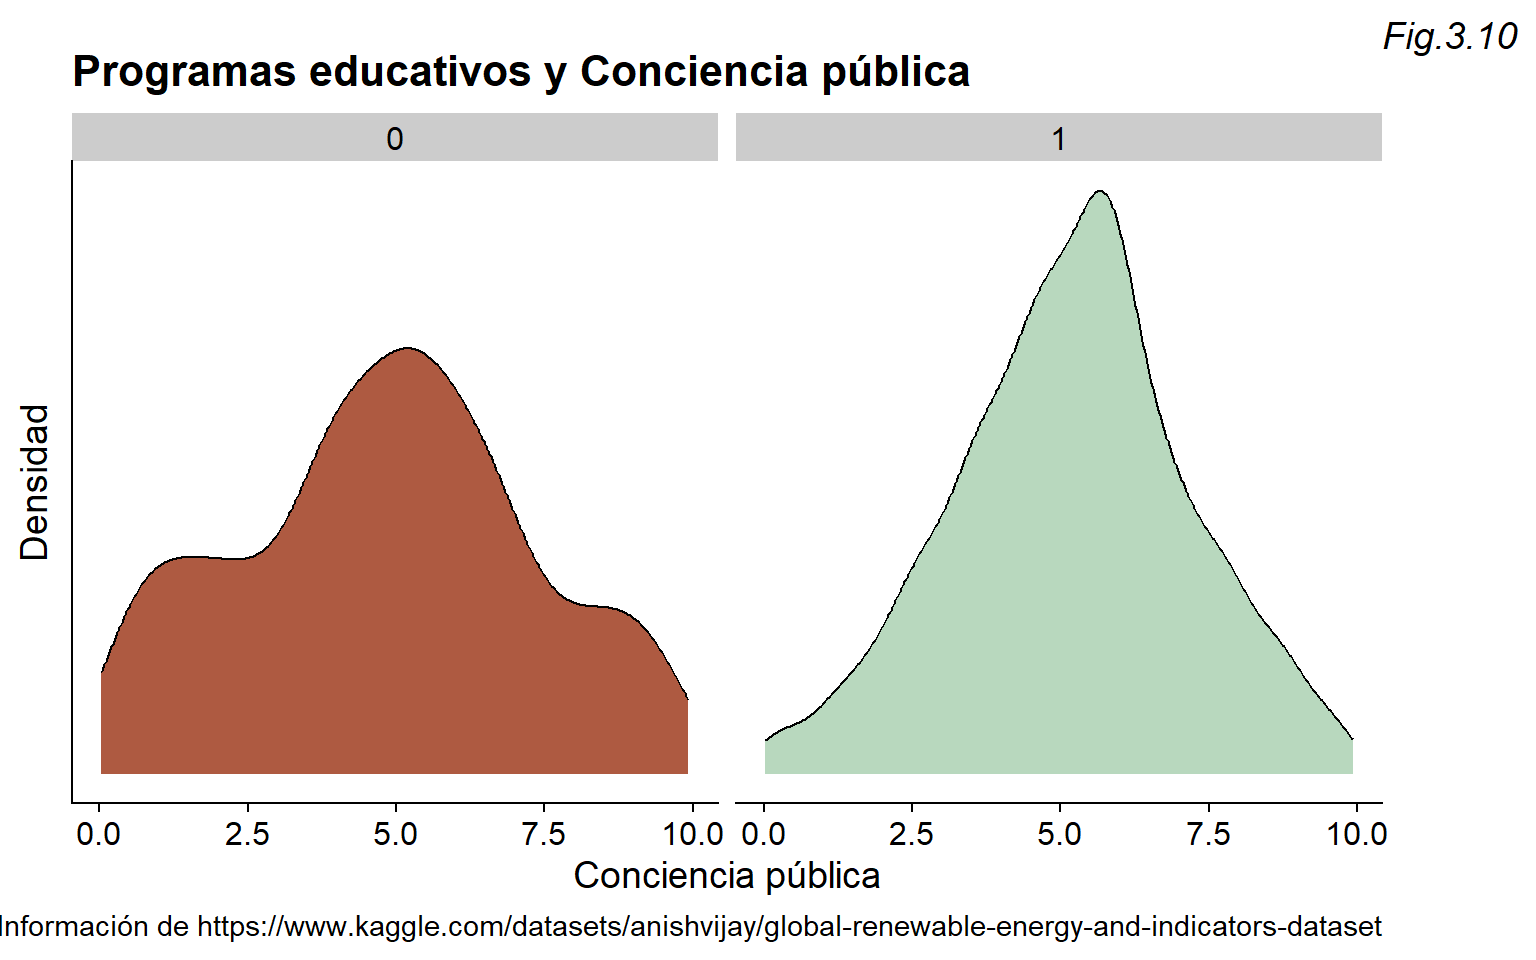 Fig.3.10
Programas educativos y Conciencia pública
0 1
Densidad
0.0 2.5 5.0 7.5 10.0 0.0 2.5 5.0 7.5 10.0
Conciencia pública
Información de https://www.kaggle.com/datasets/anishvijay/global-renewable-energy-and-indicators-dataset